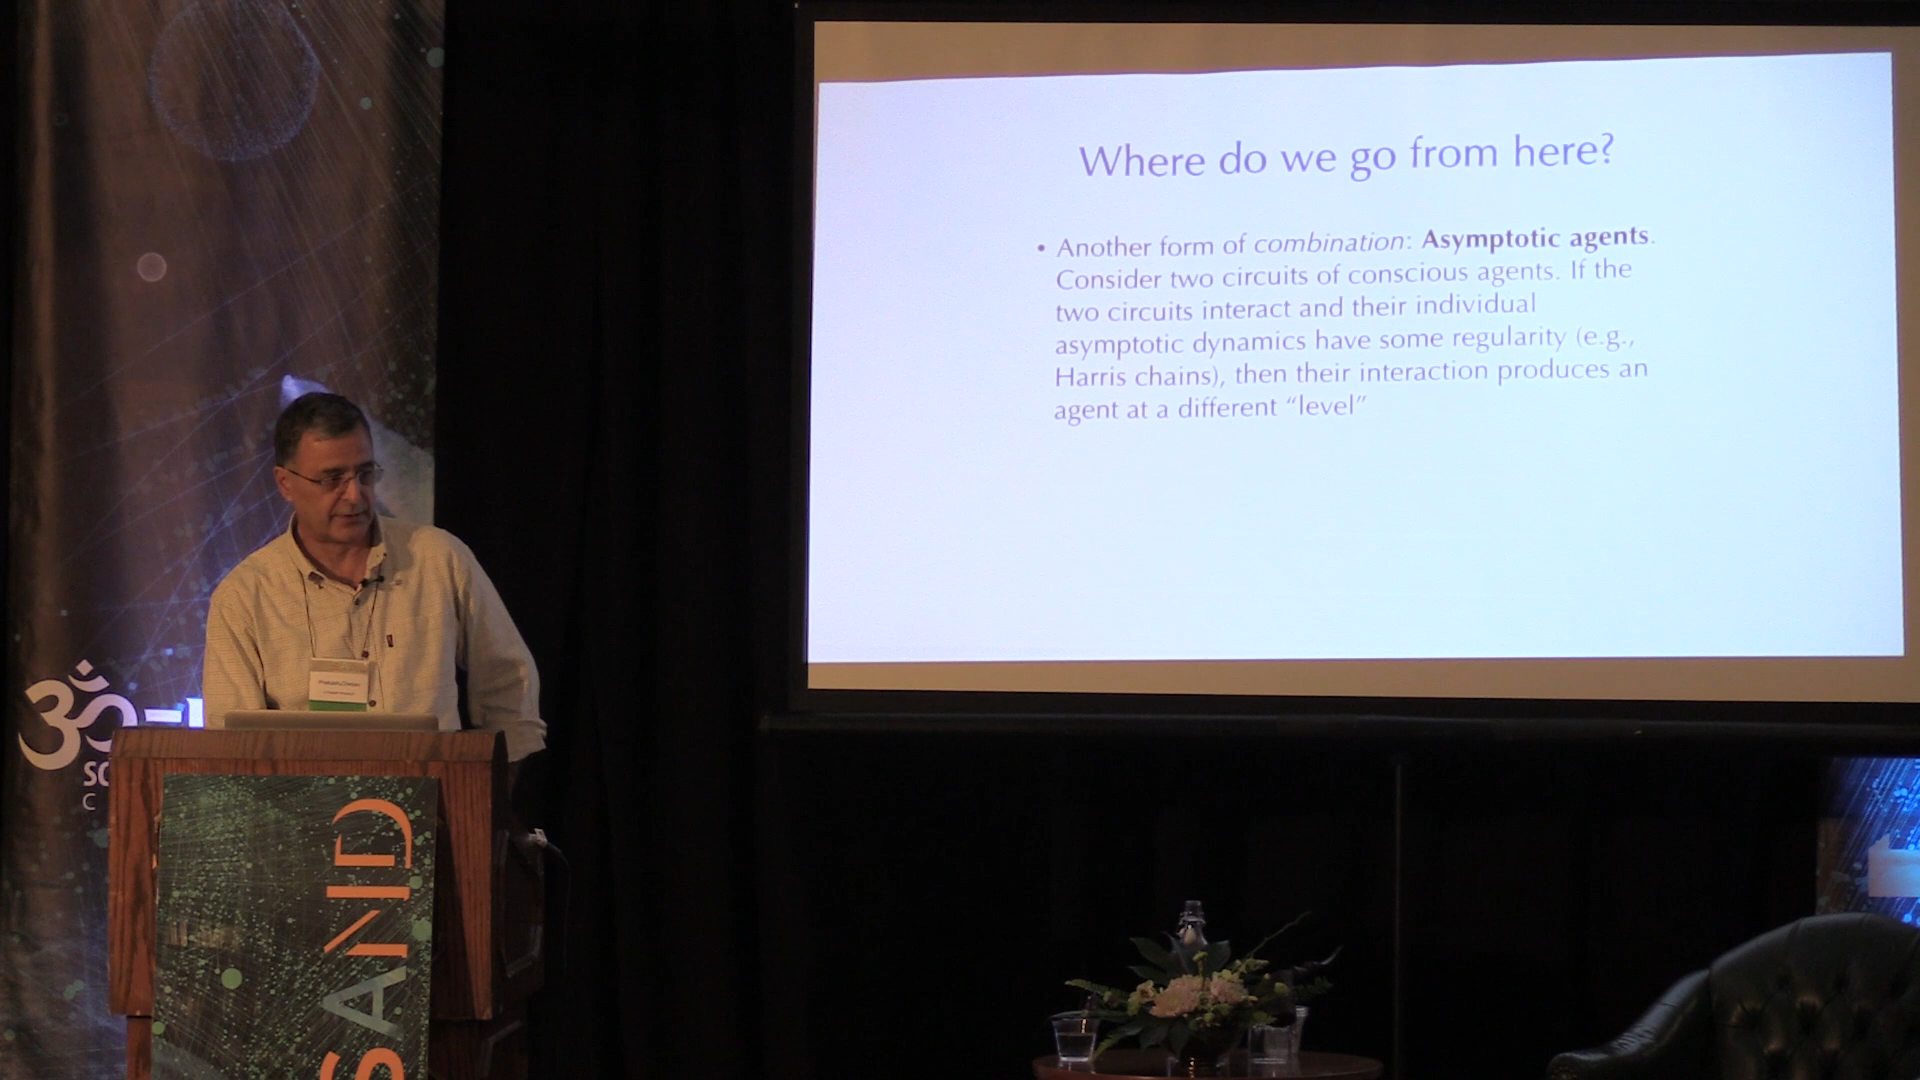 Where do we go from here?
• Another form of combination: Asymptotic agents.
Consider two circuits of conscious agents. If the
two circuits interact and their individual
asymptotic dynamics have some regularity (e.g.,
Harris chains), then their interaction produces an
agent at a different “level”
ॐ
SAND